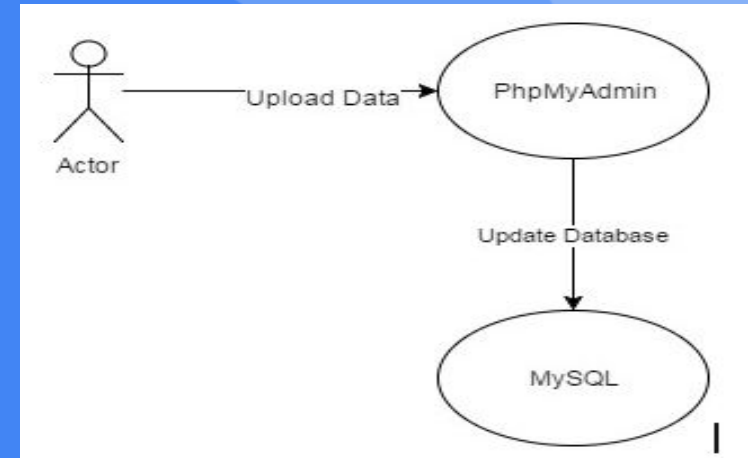 Upload Data
PhpMyAdmin
Actor
Update Database
MySQL